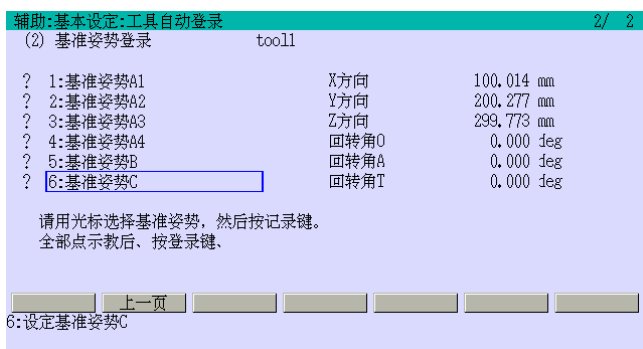 辅助:基本设定:工具自动登录 2/ 2
(2) 基准姿势登录 tool1
? 1:基准姿势A1 X方向 100.014 mm
? 2:基准姿势A2 Y方向 200.277 mm
? 3:基准姿势A3 Z方向 299.773 mm
? 4:基准姿势A4 回转角O 0.000 deg
? 5:基准姿势B 回转角A 0.000 deg
? 6:基准姿势C 回转角T 0.000 deg
请用光标选择基准姿势，然后按记录键。
全部点示教后、按登录键、
上一页
6:设定基准姿势C